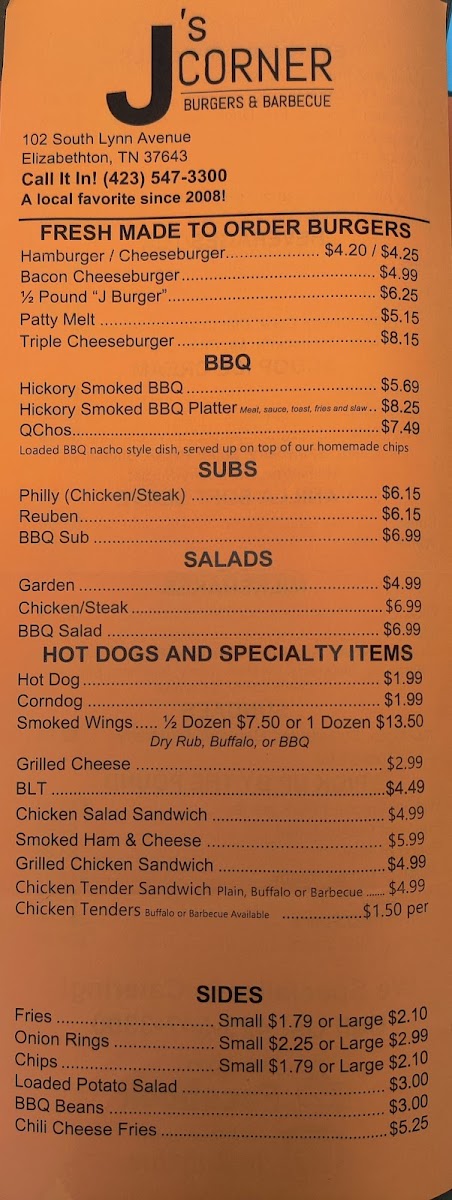 J's
CORNER
BURGERS & BARBECUE
102 South Lynn Avenue
Elizabethton, TN 37643
Call It In! (423) 547-3300
A local favorite since 2008!
FRESH MADE TO ORDER BURGERS
Hamburger / Cheeseburger.................... $4.20 / $4.25
Bacon Cheeseburger........................................ $4.99
½ Pound "J Burger"........................................... $6.25
Patty Melt ......................................................... $5.15
Triple Cheeseburger......................................... $8.15
BBQ
Hickory Smoked BBQ ...................................... $5.69
Hickory Smoked BBQ Platter Meat, sauce, toast, fries and slaw .. $8.25
QChos.............................................................. $7.49
Loaded BBQ nacho style dish, served up on top of our homemade chips
SUBS
Philly (Chicken/Steak) ..................................... $6.15
Reuben............................................................ $6.15
BBQ Sub ......................................................... $6.99
SALADS
Garden ............................................................ $4.99
Chicken/Steak.................................................. $6.99
BBQ Salad ...................................................... $6.99
HOT DOGS AND SPECIALTY ITEMS
Hot Dog........................................................... $1.99
Corndog .......................................................... $1.99
Smoked Wings..... ½ Dozen $7.50 or 1 Dozen $13.50
Dry Rub, Buffalo, or BBQ
Grilled Cheese ................................................. $2.99
BLT .................................................................. $4.49
Chicken Salad Sandwich .................................. $4.99
Smoked Ham & Cheese ................................... $5.99
Grilled Chicken Sandwich ................................. $4.99
Chicken Tender Sandwich Plain, Buffalo or Barbecue ...... $4.99
Chicken Tenders Buffalo or Barbecue Available ..................$1.50 per
SIDES
Fries ................................ Small $1.79 or Large $2.10
Onion Rings .................... Small $2.25 or Large $2.99
Chips ............................... Small $1.79 or Large $2.10
Loaded Potato Salad ........................................ $3.00
BBQ Beans ...................................................... $3.00
Chili Cheese Fries ............................................ $5.25